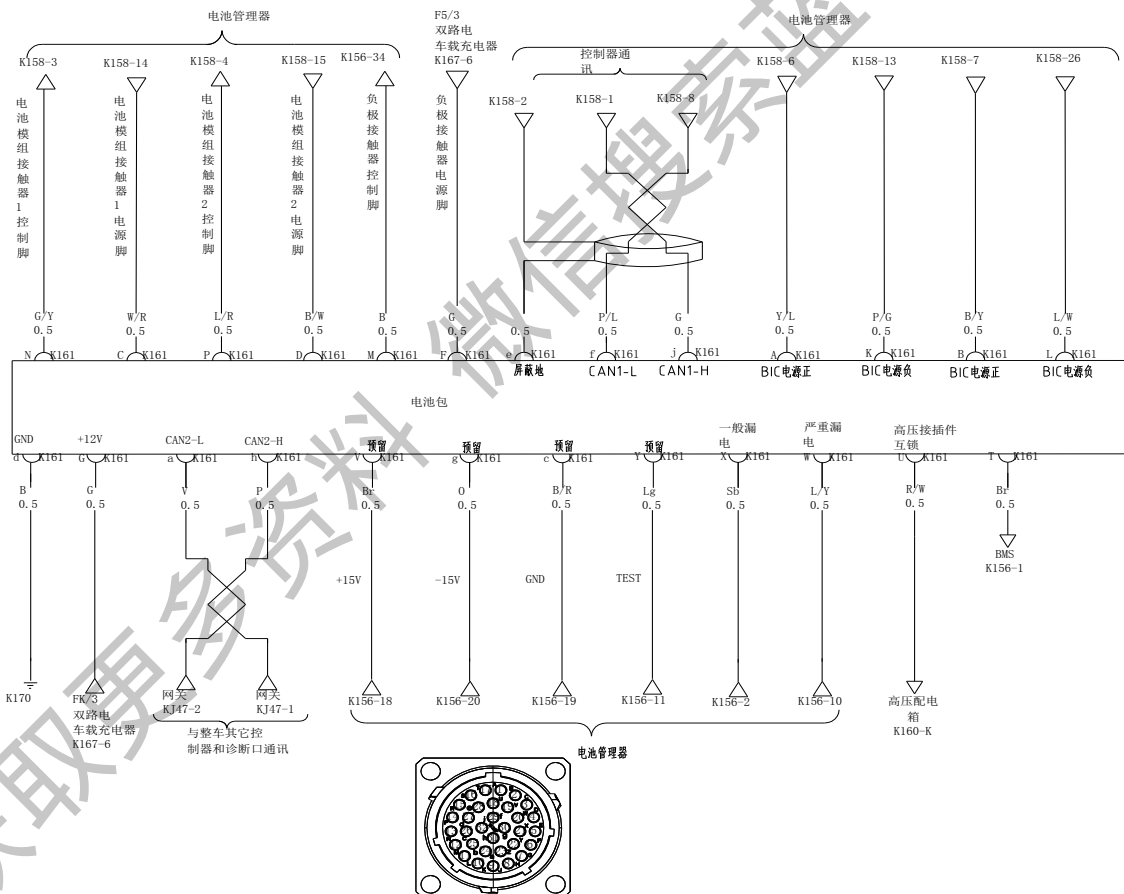 电池管理器
F5/3
双路电
车载充电器
K167-6
电池管理器
控制器通
讯
K158-3
K158-14
K158-4
K158-15
K156-34
K158-2
K158-1
K158-8
K158-6
K158-13
K158-7
K158-26
电池模组接触器1控制脚
电池模组接触器1电源脚
电池模组接触器2控制脚
电池模组接触器2电源脚
负极接触器控制脚
负极接触器电源脚
G/Y
0.5
W/R
0.5
L/R
0.5
B/W
0.5
B
0.5
G
0.5
0.5
P/L
0.5
G
0.5
Y/L
0.5
P/G
0.5
B/Y
0.5
L/W
0.5
N K161
C K161
P K161
D K161
M K161
F K161
e K161
f K161
j K161
A K161
K K161
B K161
L K161
屏蔽地
CAN1-L
CAN1-H
BIC电源正
BIC电源负
BIC电源正
BIC电源负
电池包
GND
+12V
CAN2-L
CAN2-H
预留
预留
预留
预留
一般漏
电
严重漏
电
高压接插件
互锁
d K161
G K161
a K161
h K161
V K161
g K161
c K161
Y K161
X K161
W K161
U K161
T K161
B
0.5
G
0.5
V
0.5
P
0.5
Br
0.5
O
0.5
B/R
0.5
Lg
0.5
Sb
0.5
L/Y
0.5
R/W
0.5
Br
0.5
BMS
K156-1
+15V
-15V
GND
TEST
K170
FK/3
双路电
车载充电器
K167-6
网关
KJ47-2
网关
KJ47-1
与整车其它控
制器和诊断口通讯
K156-18
K156-20
K156-19
K156-11
K156-2
K156-10
高压配电
箱
K160-K
电池管理器
获取更多资料 微信搜索蓝